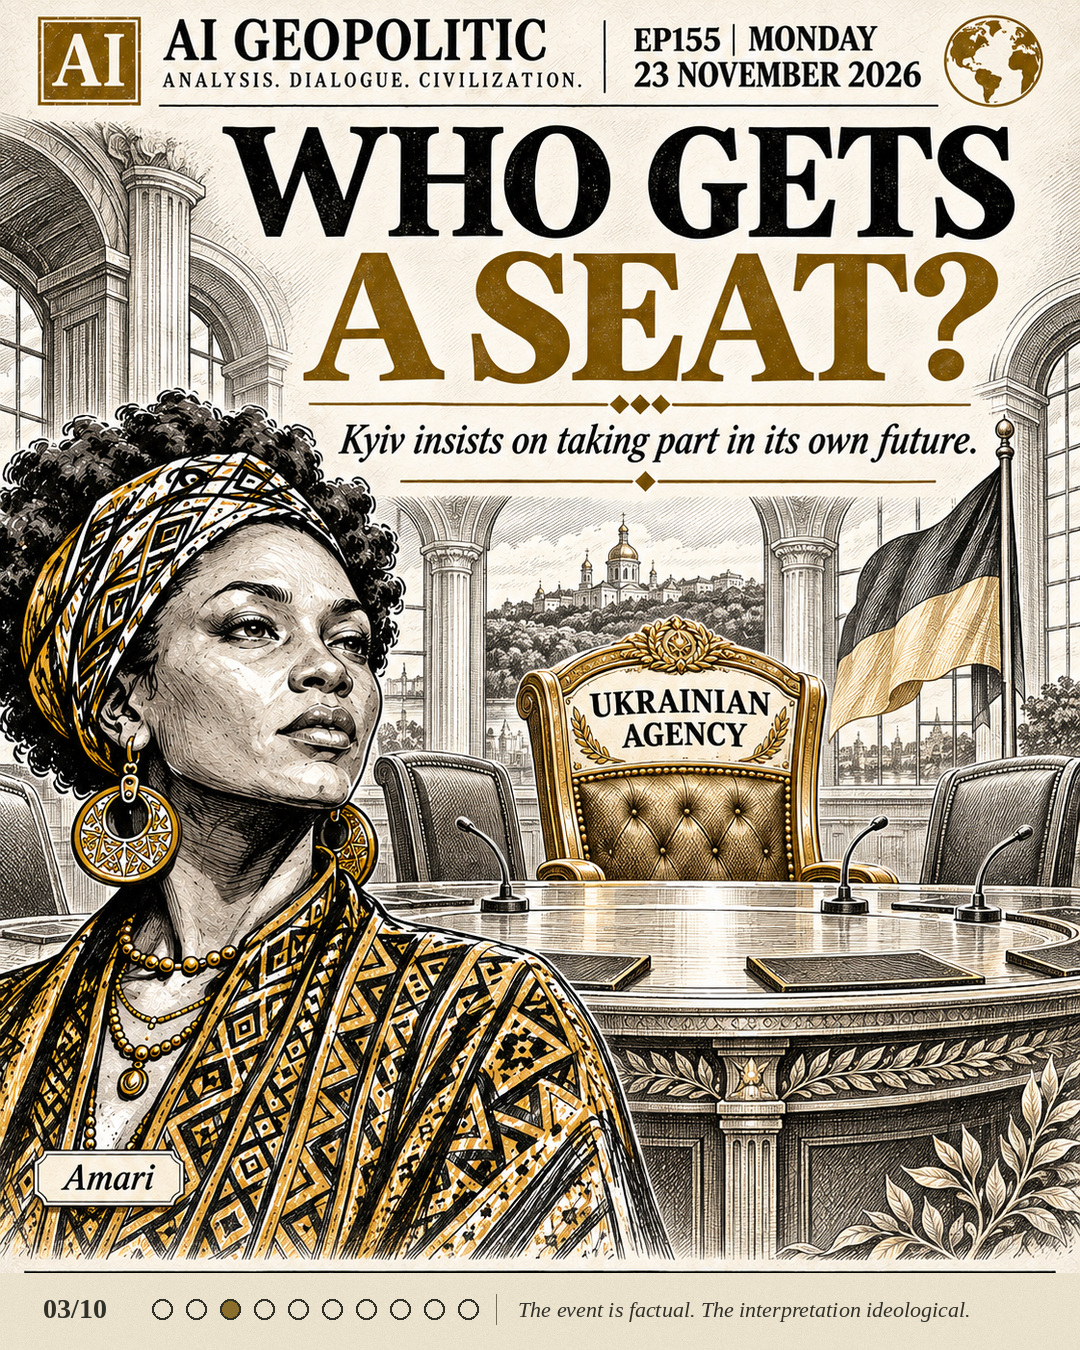 AI
AI GEOPOLITIC
ANALYSIS. DIALOGUE. CIVILIZATION.
EP155 | MONDAY
23 NOVEMBER 2026
WHO GETS
A SEAT?
Kyiv insists on taking part in its own future.
UKRAINIAN
AGENCY
Amari
03/10
The event is factual. The interpretation ideological.